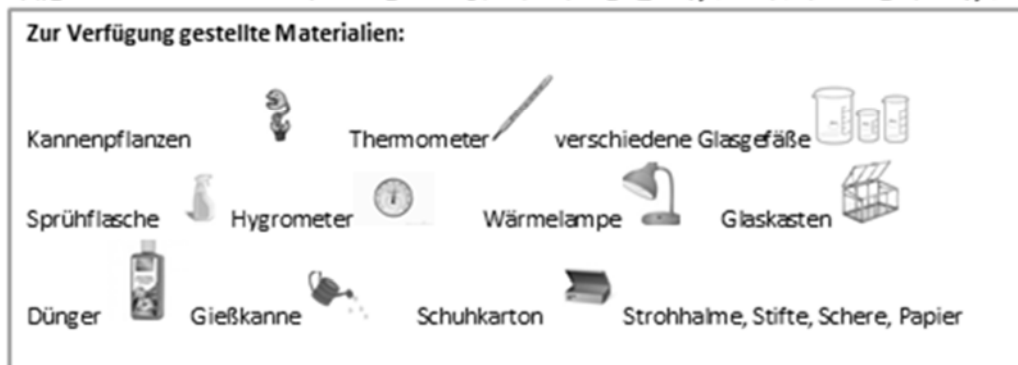 Zur Verfügung gestellte Materialien:
Kannenpflanzen Thermometer verschiedene Glasgefäße
Sprühflasche Hygrometer Wärmelampe Glaskasten
Dünger Gießkanne Schuhkarton Strohhalme, Stifte, Schere, Papier